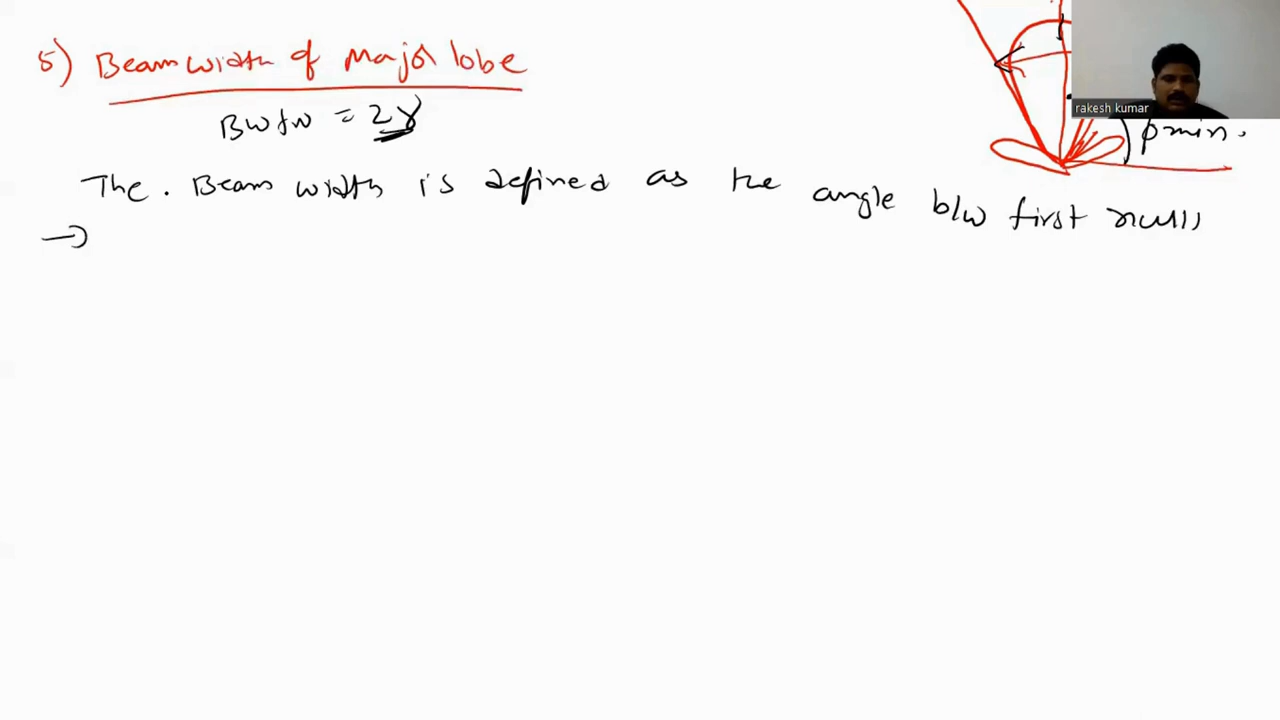 5) Beam width of Major lobe
BWFN = 2γ
The . Beam width is defined as the angle b/w first nulls
→
rakesh kumar
ϕmin.